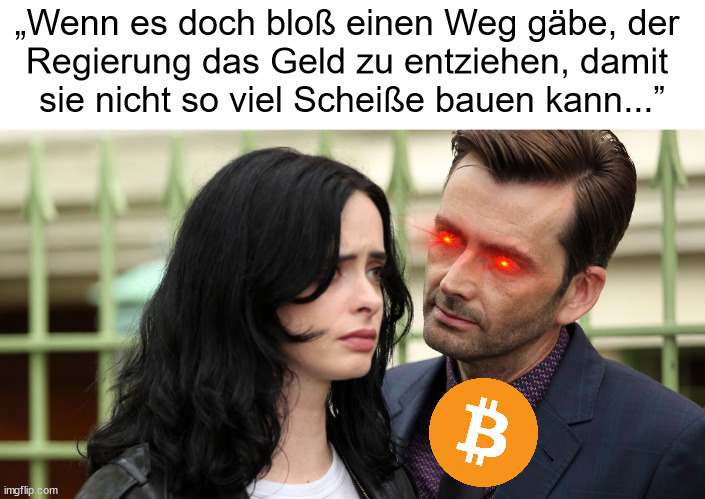 „Wenn es doch bloß einen Weg gäbe, der
Regierung das Geld zu entziehen, damit
sie nicht so viel Scheiße bauen kann...”
₿
imgflip.com